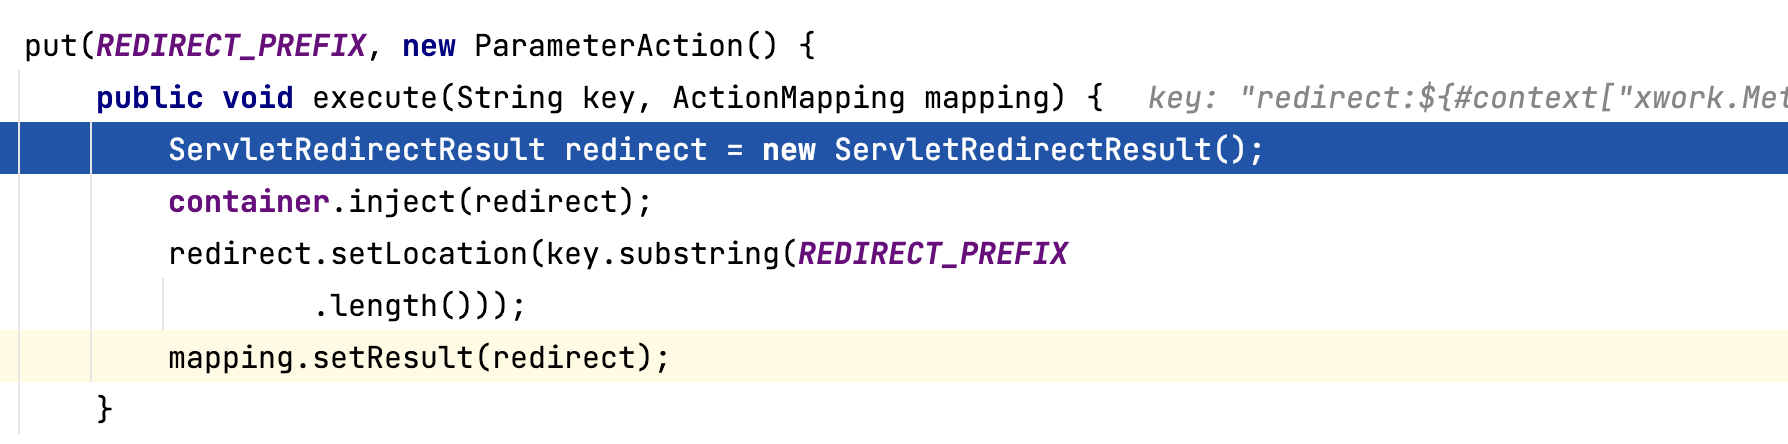 put(REDIRECT_PREFIX, new ParameterAction() {
public void execute(String key, ActionMapping mapping) { key: "redirect:${#context["xwork.Met
ServletRedirectResult redirect = new ServletRedirectResult();
container.inject(redirect);
redirect.setLocation(key.substring(REDIRECT_PREFIX
.length()));
mapping.setResult(redirect);
}